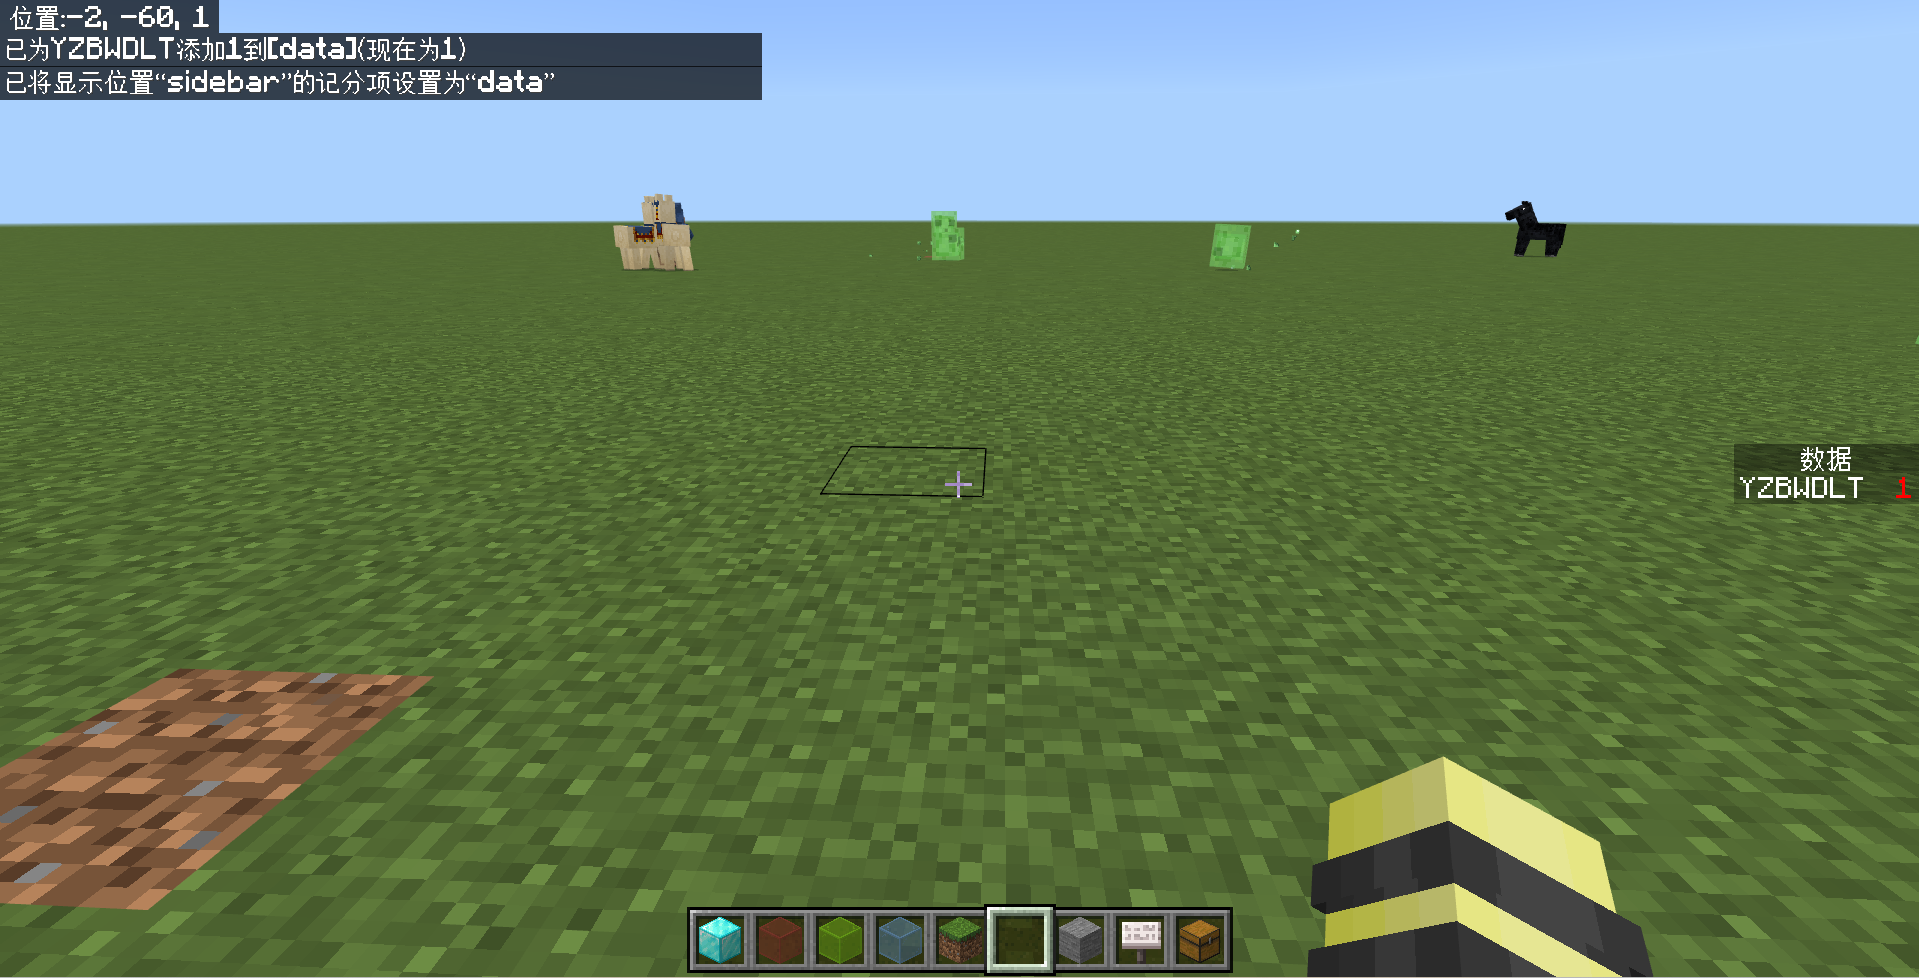 位置:-2, -60, 1
已为YZBWDLT添加1到[data](现在为1)
已将显示位置“sidebar”的记分项设置为“data”
数据
YZBWDLT 1